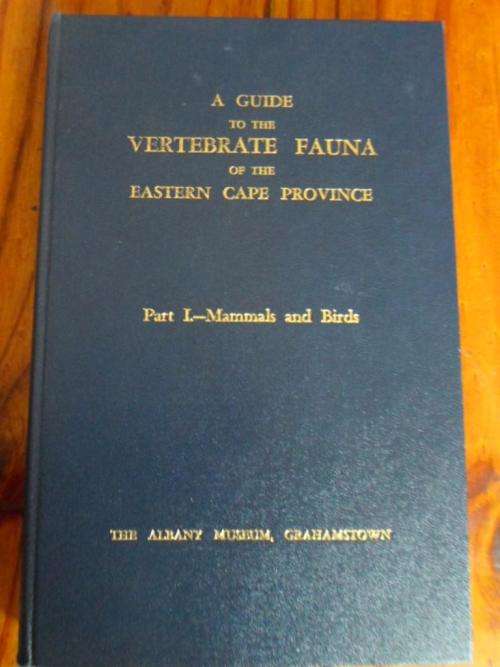 A GUIDE
TO THE
VERTEBRATE FAUNA
OF THE
EASTERN CAPE PROVINCE
Part I.—Mammals and Birds
THE ALBANY MUSEUM, GRAHAMSTOWN